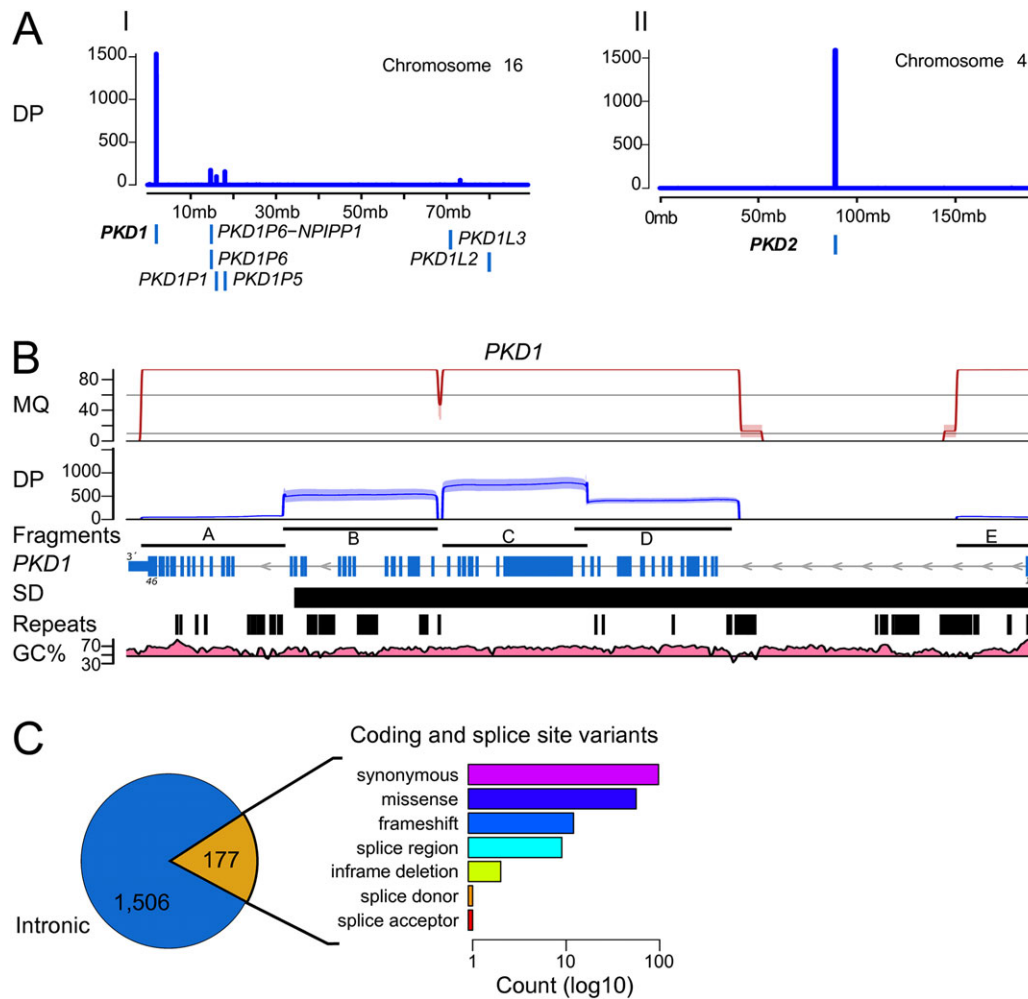 A I II
DP
1500
1000
500
0
Chromosome 16
10mb 30mb 50mb 70mb
PKD1
PKD1P6−NPIPP1
PKD1P6
PKD1P1
PKD1P5
PKD1L3
PKD1L2
1500
1000
500
0
Chromosome 4
0mb 50mb 100mb 150mb
PKD2
B
PKD1
MQ
80
40
0
DP
1000
500
0
Fragments A B C D E
PKD1 3′ 46
SD
Repeats
GC% 70
30
C
Coding and splice site variants
177
1,506
Intronic
synonymous
missense
frameshift
splice region
inframe deletion
splice donor
splice acceptor
1 10 100
Count (log10)